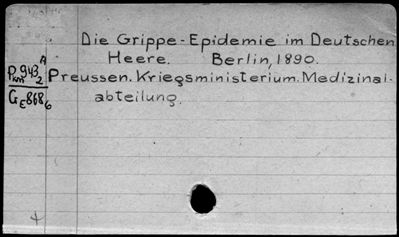 Die Grippe-Epidemie im Deutschen
Heere. Berlin, 1890.
Preussen. Kriegsministerium. Medizinal-
abteilung.